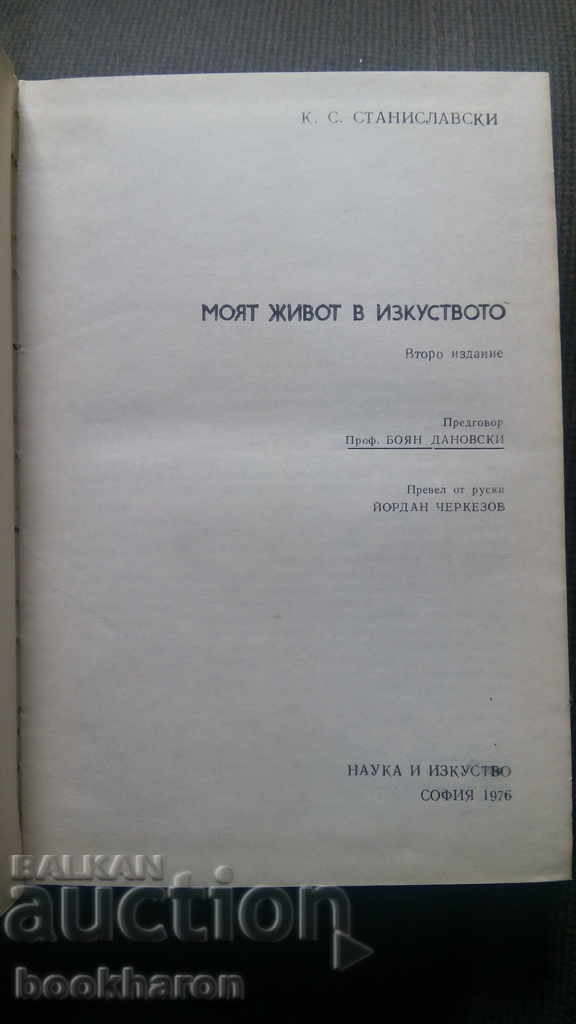 К. С. СТАНИСЛАВСКИ
МОЯТ ЖИВОТ В ИЗКУСТВОТО
Второ издание
Предговор
Проф. БОЯН ДАНОВСКИ
Превел от руски
ЙОРДАН ЧЕРКЕЗОВ
НАУКА И ИЗКУСТВО
СОФИЯ 1976
BALKAN
auction
bookharon